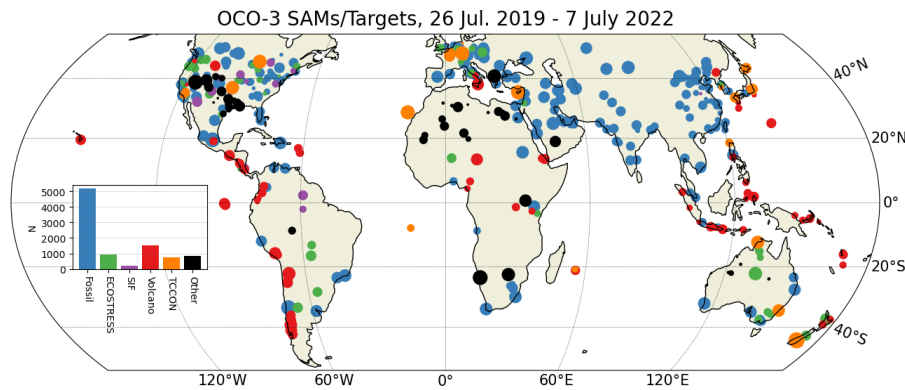 OCO-3 SAMs/Targets, 26 Jul. 2019 - 7 July 2022
40°N
20°N
0°
20°S
40°S
5000
4000
3000
2000
1000
0
N
Fossil
ECOSTRESS
SIF
Volcano
TCCON
Other
120°W
60°W
0°
60°E
120°E